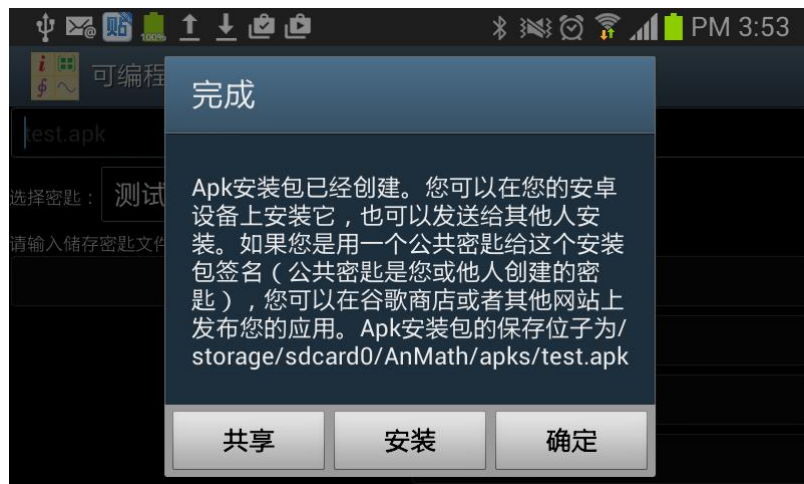 贴
100%
PM 3:53
可编程
test.apk
选择密匙： 测试
请输入储存密匙文件
完成
Apk安装包已经创建。您可以在您的安卓
设备上安装它，也可以发送给其他人安
装。如果您是用一个公共密匙给这个安装
包签名（公共密匙是您或他人创建的密
匙），您可以在谷歌商店或者其他网站上
发布您的应用。Apk安装包的保存位子为/
storage/sdcard0/AnMath/apks/test.apk
共享 安装 确定